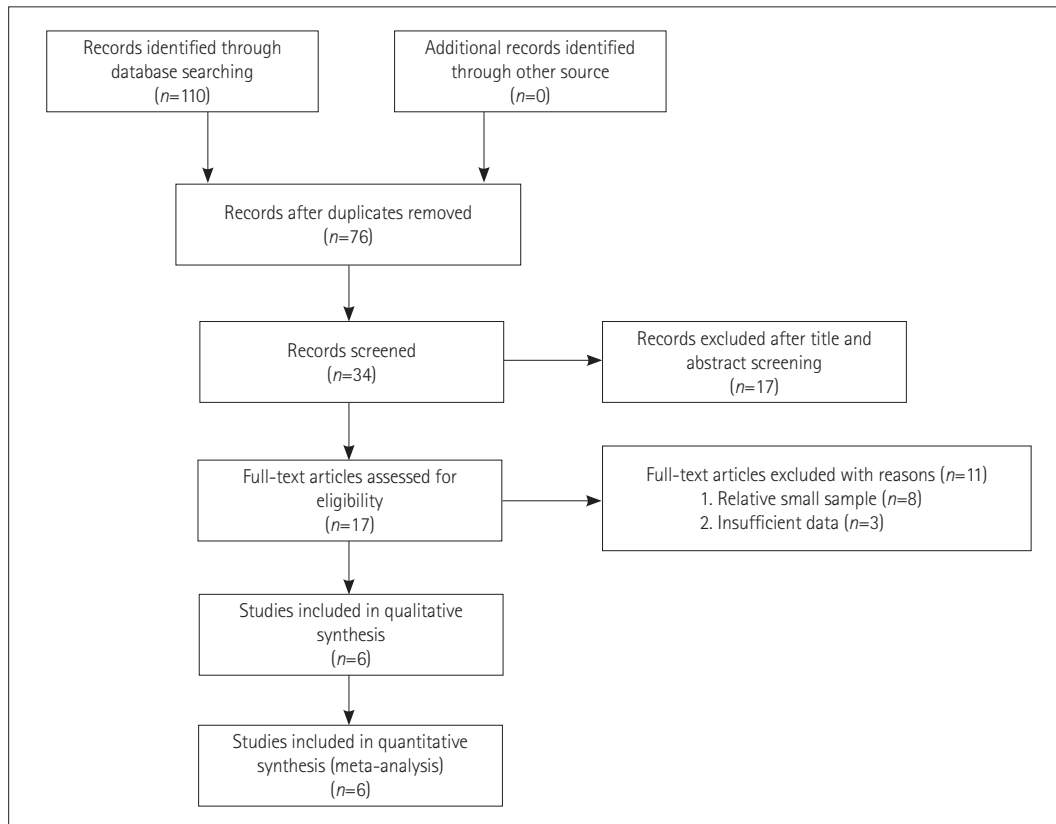 Records identified through
database searching
(n=110)
Additional records identified
through other source
(n=0)
Records after duplicates removed
(n=76)
Records screened
(n=34)
Records excluded after title and
abstract screening
(n=17)
Full-text articles assessed for
eligibility
(n=17)
Full-text articles excluded with reasons (n=11)
1. Relative small sample (n=8)
2. Insufficient data (n=3)
Studies included in qualitative
synthesis
(n=6)
Studies included in quantitative
synthesis (meta-analysis)
(n=6)